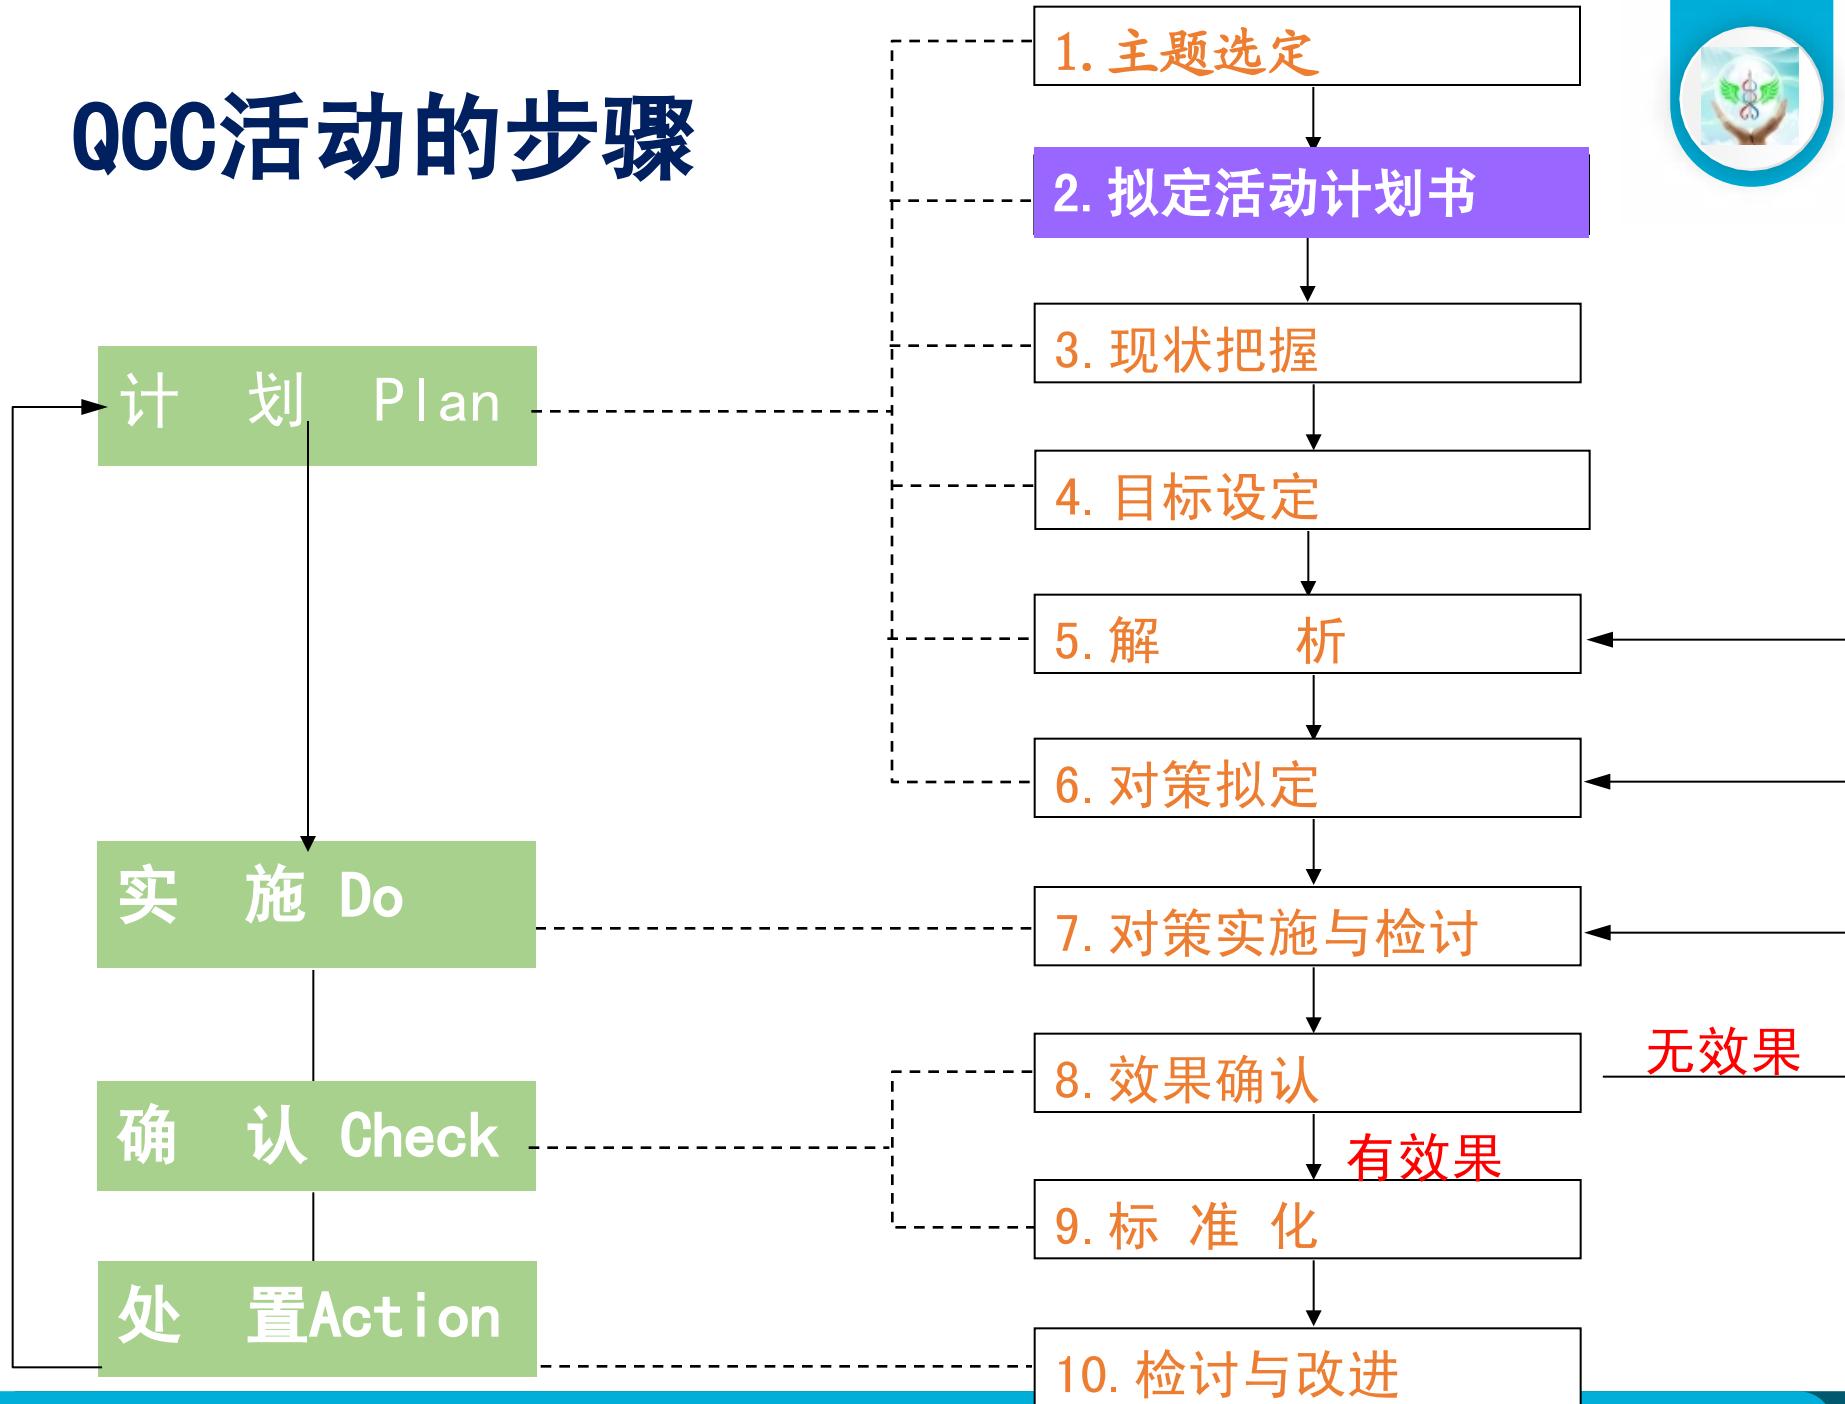 QCC活动的步骤
1.主题选定
2.拟定活动计划书
3.现状把握
计 划 Plan
4.目标设定
5.解 析
6.对策拟定
实 施 Do
7.对策实施与检讨
无效果
8.效果确认
确 认 Check
有效果
9.标 准 化
处 置Action
10.检讨与改进